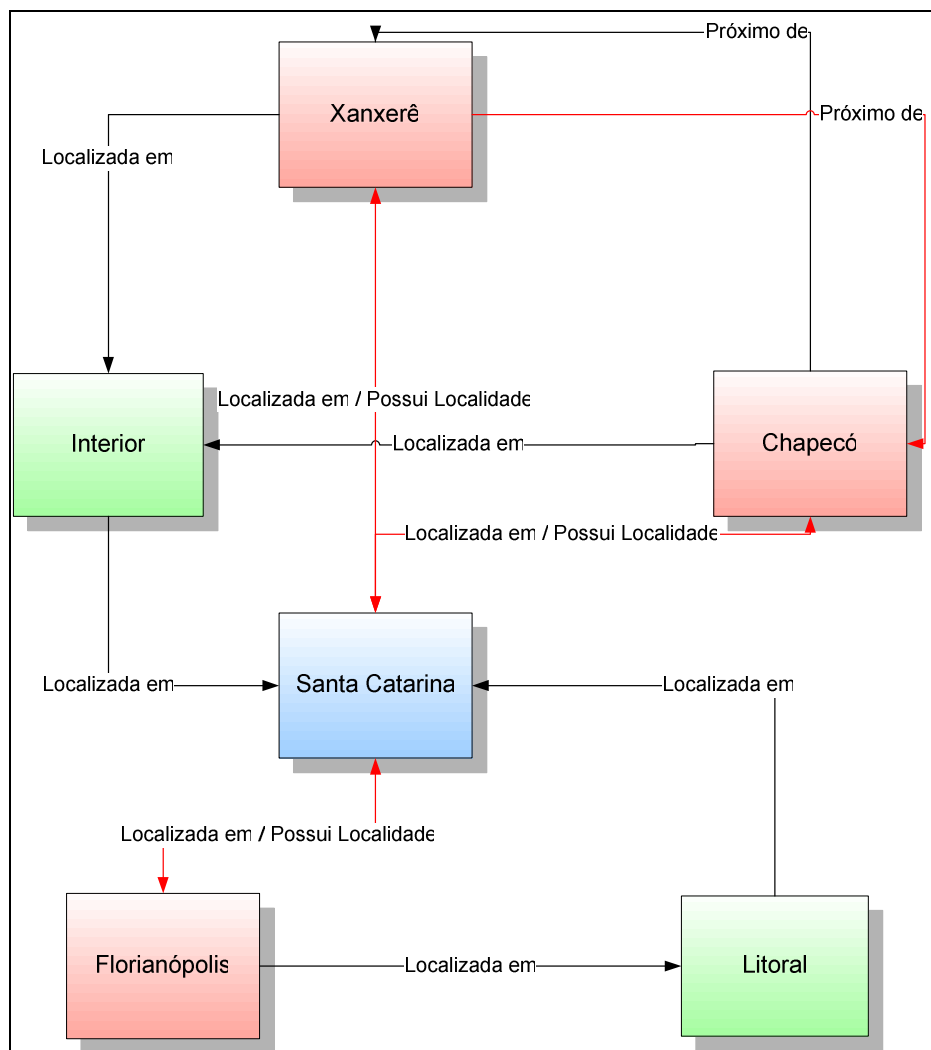 Próximo de
Xanxerê
Próximo de
Localizada em
Localizada em / Possui Localidade
Interior
Localizada em
Chapecó
Localizada em / Possui Localidade
Localizada em
Santa Catarina
Localizada em
Localizada em / Possui Localidade
Florianópolis
Localizada em
Litoral